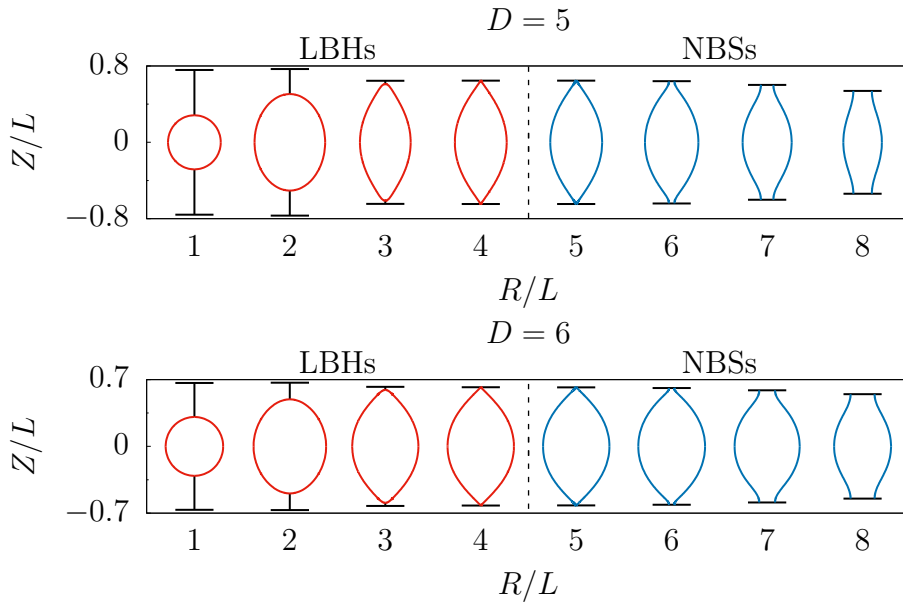 D = 5
LBHs NBSs
0.8
Z/L
0
−0.8
1 2 3 4 5 6 7 8
R/L
D = 6
LBHs NBSs
0.7
Z/L
0
−0.7
1 2 3 4 5 6 7 8
R/L